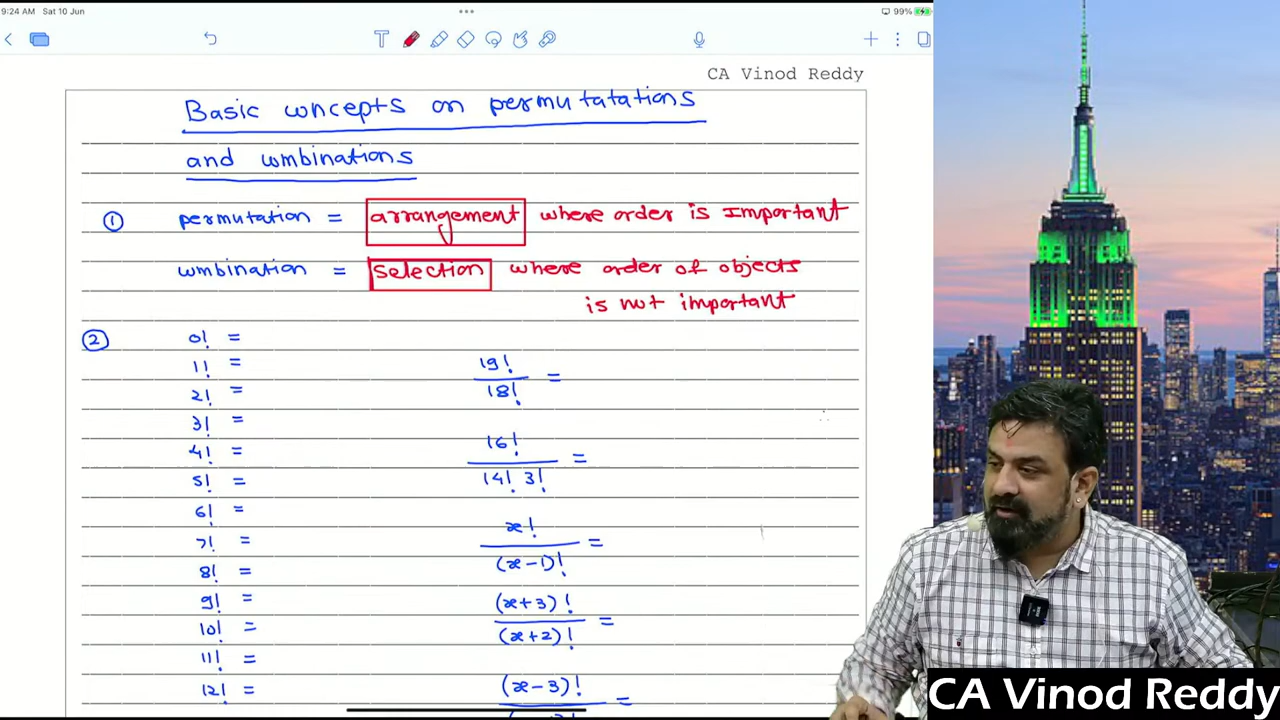 9:24 AM Sat 10 Jun
99%
CA Vinod Reddy
Basic concepts on permutatations
and combinations
① permutation = arrangement where order is important
combination = selection where order of objects
is not important
② 0! =
1! =
2! =
3! =
4! =
5! =
6! =
7! =
8! =
9! =
10! =
11! =
12! =
19!
18! =
16!
14! 3! =
x!
(x-1)! =
(x+3)!
(x+2)! =
(x-3)! =
CA Vinod Reddy